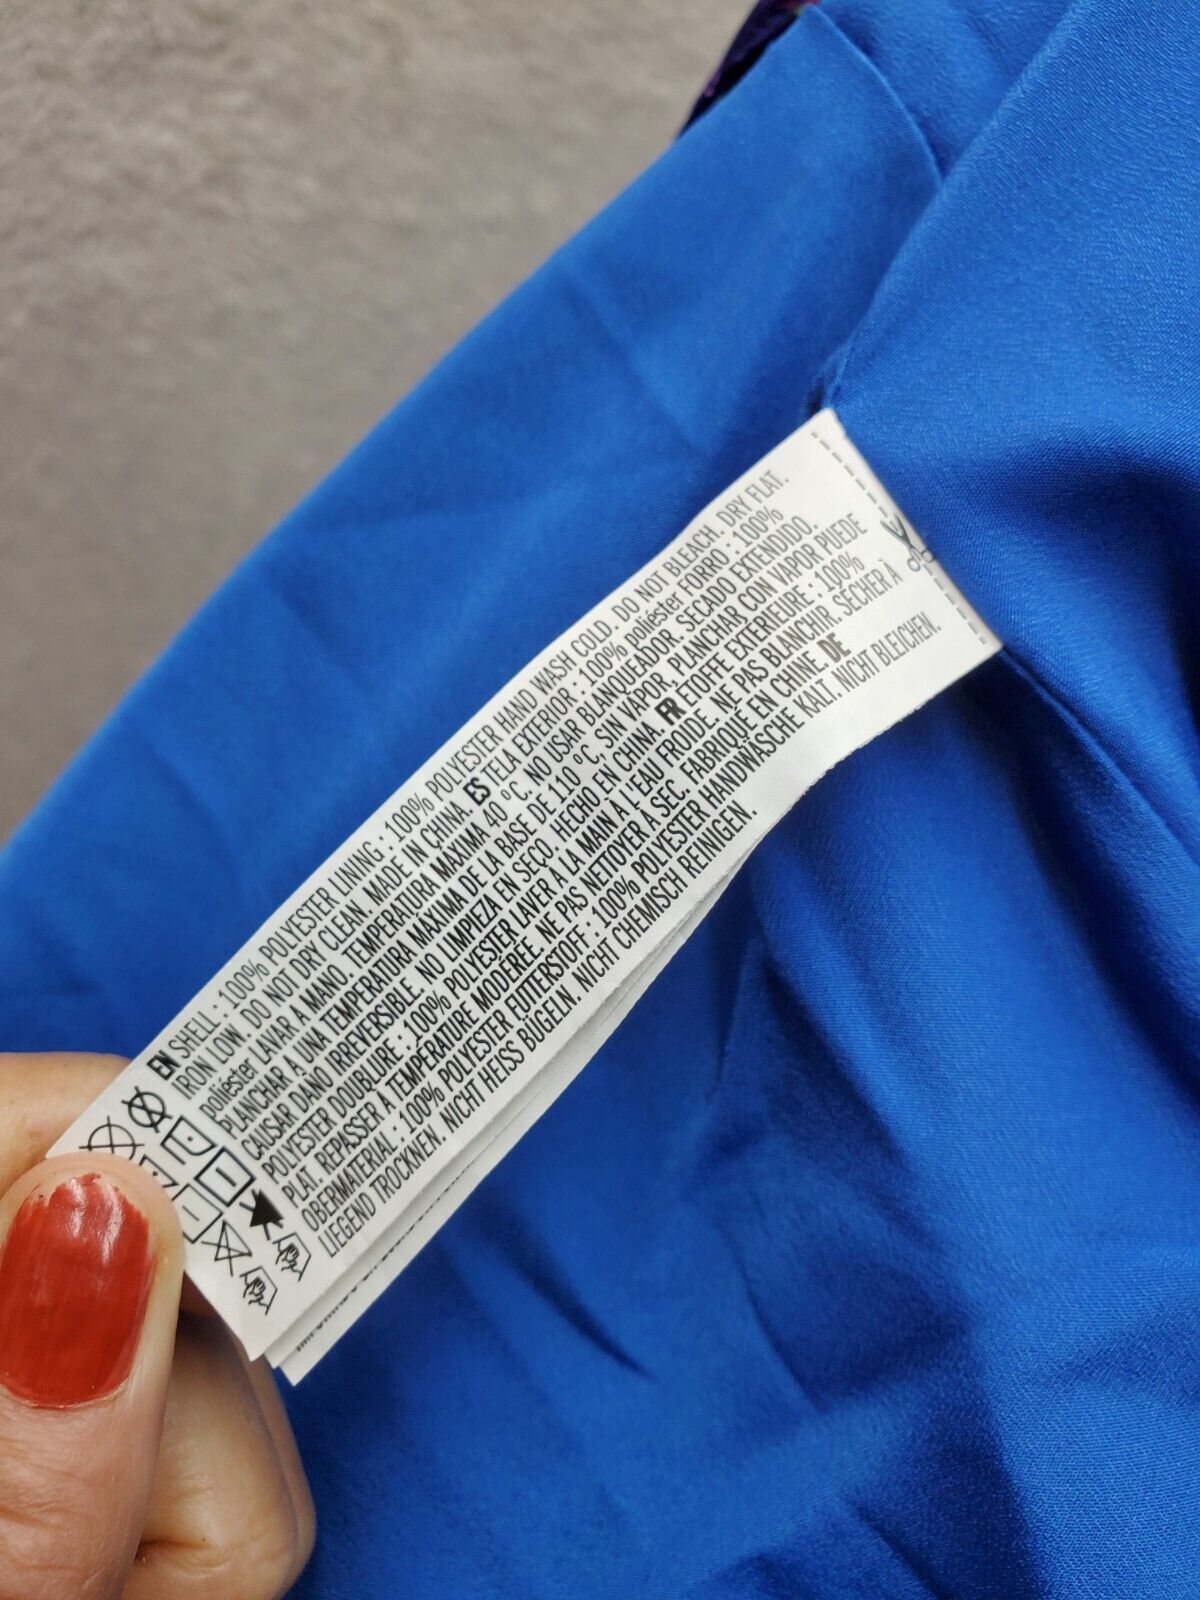 EN SHELL : 100% POLYESTER LINING : 100% POLYESTER HAND WASH COLD. DO NOT BLEACH. DRY FLAT.
IRON LOW. DO NOT DRY CLEAN. MADE IN CHINA. ES TELA EXTERIOR : 100% poliéster FORRO : 100%
poliéster LAVAR A MANO. TEMPERATURA MÁXIMA 40 ºC. NO USAR BLANQUEADOR. SECADO EXTENDIDO.
PLANCHAR A UNA TEMPERATURA MÁXIMA DE LA BASE DE 110 ºC, SIN VAPOR. PLANCHAR CON VAPOR PUEDE
CAUSAR DANO IRREVERSIBLE. NO LIMPIEZA EN SECO. HECHO EN CHINA. FR ETOFFE EXTERIEURE : 100%
POLYESTER DOUBLURE : 100% POLYESTER LAVER À LA MAIN À L'EAU FROIDE. NE PAS BLANCHIR. SÉCHER À
PLAT. REPASSER À TEMPÉRATURE MODÉRÉE. NE PAS NETTOYER À SEC. FABRIQUE EN CHINE. DE
OBERMATERIAL : 100% POLYESTER FUTTERSTOFF : 100% POLYESTER HANDWÄSCHE KALT. NICHT BLEICHEN.
LIEGEND TROCKNEN. NICHT HEISS BÜGELN. NICHT CHEMISCH REINIGEN.